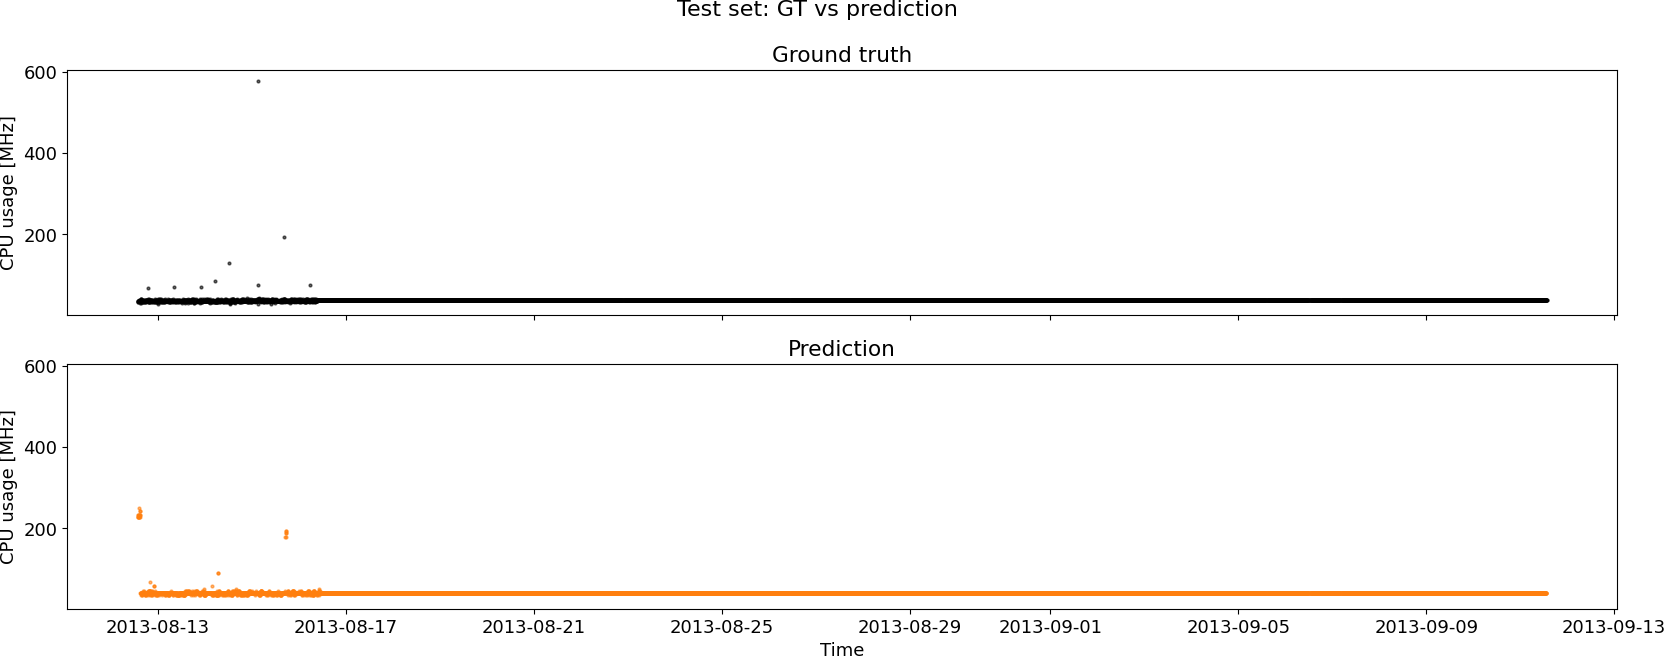 Test set: GT vs prediction
Ground truth
600
400
200
CPU usage [MHz]
Prediction
600
400
200
CPU usage [MHz]
2013-08-13 2013-08-17 2013-08-21 2013-08-25 2013-08-29 2013-09-01 2013-09-05 2013-09-09 2013-09-13
Time